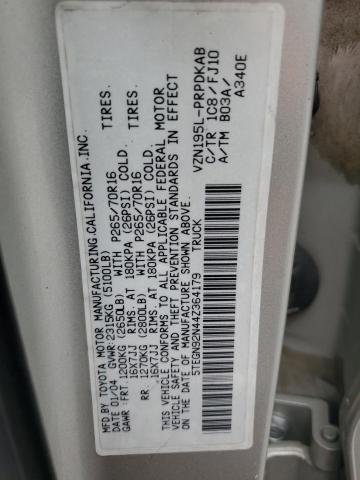 MFD BY TOYOTA MOTOR MANUFACTURING.CALIFORNIA.INC.
DATE 01/04 GVWR: 2315KG (5100LB)
GAWR FRT. 1200KG (2650LB) WITH P265/70R16 TIRES.
16X7JJ RIMS. AT 180KPA (26PSI) COLD.
RR. 1270KG (2800LB) WITH P265/70R16 TIRES.
16X7JJ RIMS. AT 180KPA (26PSI) COLD.
THIS VEHICLE CONFORMS TO ALL APPLICABLE FEDERAL MOTOR
VEHICLE SAFETY AND THEFT PREVENTION STANDARDS IN EFFECT
ON THE DATE OF MANUFACTURE SHOWN ABOVE.
5TEGN92N44Z364179 TRUCK
VZN195L-PRPDKAB
C/TR 1C8/FJ10
A/TM B03A/
A340E